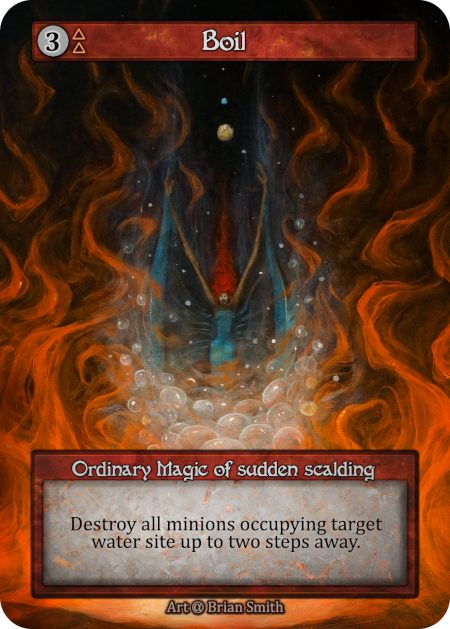 3
Boil
Ordinary Magic of sudden scalding
Destroy all minions occupying target
water site up to two steps away.
Art @ Brian Smith